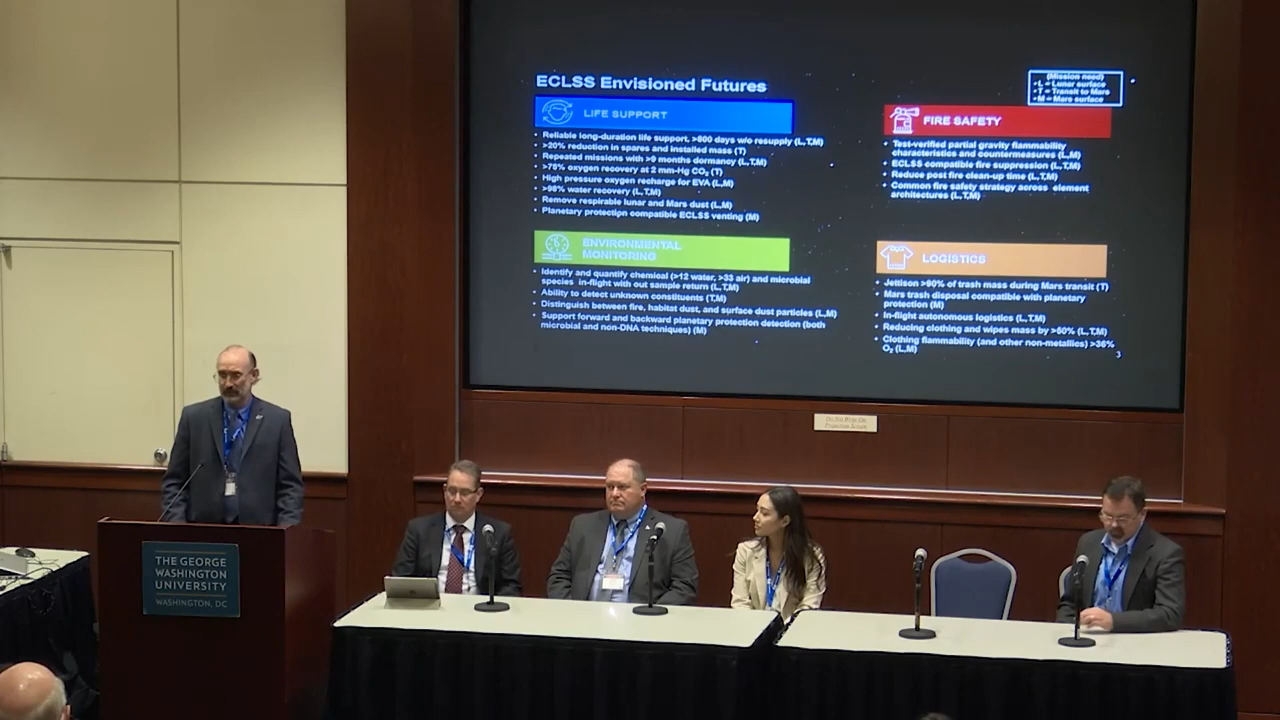 ECLSS Envisioned Futures
(Mission need)
L = Lunar surface
T = Transit to Mars
M = Mars surface
LIFE SUPPORT
• Reliable long-duration life support, >800 days w/o resupply (L,T,M)
• >20% reduction in spares and installed mass (T)
• Repeated missions with >9 months dormancy (L,T,M)
• >75% oxygen recovery at 2 mm-Hg CO₂ (T)
• High pressure oxygen recharge for EVA (L,M)
• >98% water recovery (L,T,M)
• Remove respirable lunar and Mars dust (L,M)
• Planetary protection compatible ECLSS venting (M)
FIRE SAFETY
• Test-verified partial gravity flammability
characteristics and countermeasures (L,M)
• ECLSS compatible fire suppression (L,T,M)
• Reduce post fire clean-up time (L,T,M)
• Common fire safety strategy across element
architectures (L,T,M)
ENVIRONMENTAL
MONITORING
• Identify and quantify chemical (>12 water, >33 air) and microbial
species in-flight with out sample return (L,T,M)
• Ability to detect unknown constituents (T,M)
• Distinguish between fire, habitat dust, and surface dust particles (L,M)
• Support forward and backward planetary protection detection (both
microbial and non-DNA techniques) (M)
LOGISTICS
• Jettison >90% of trash mass during Mars transit (T)
• Mars trash disposal compatible with planetary
protection (M)
• In-flight autonomous logistics (L,T,M)
• Reducing clothing and wipes mass by >50% (L,T,M)
• Clothing flammability (and other non-metallics) >36%
O₂ (L,M)
3
Do Not Write On
Projection Screen
THE GEORGE
WASHINGTON
UNIVERSITY
WASHINGTON, DC